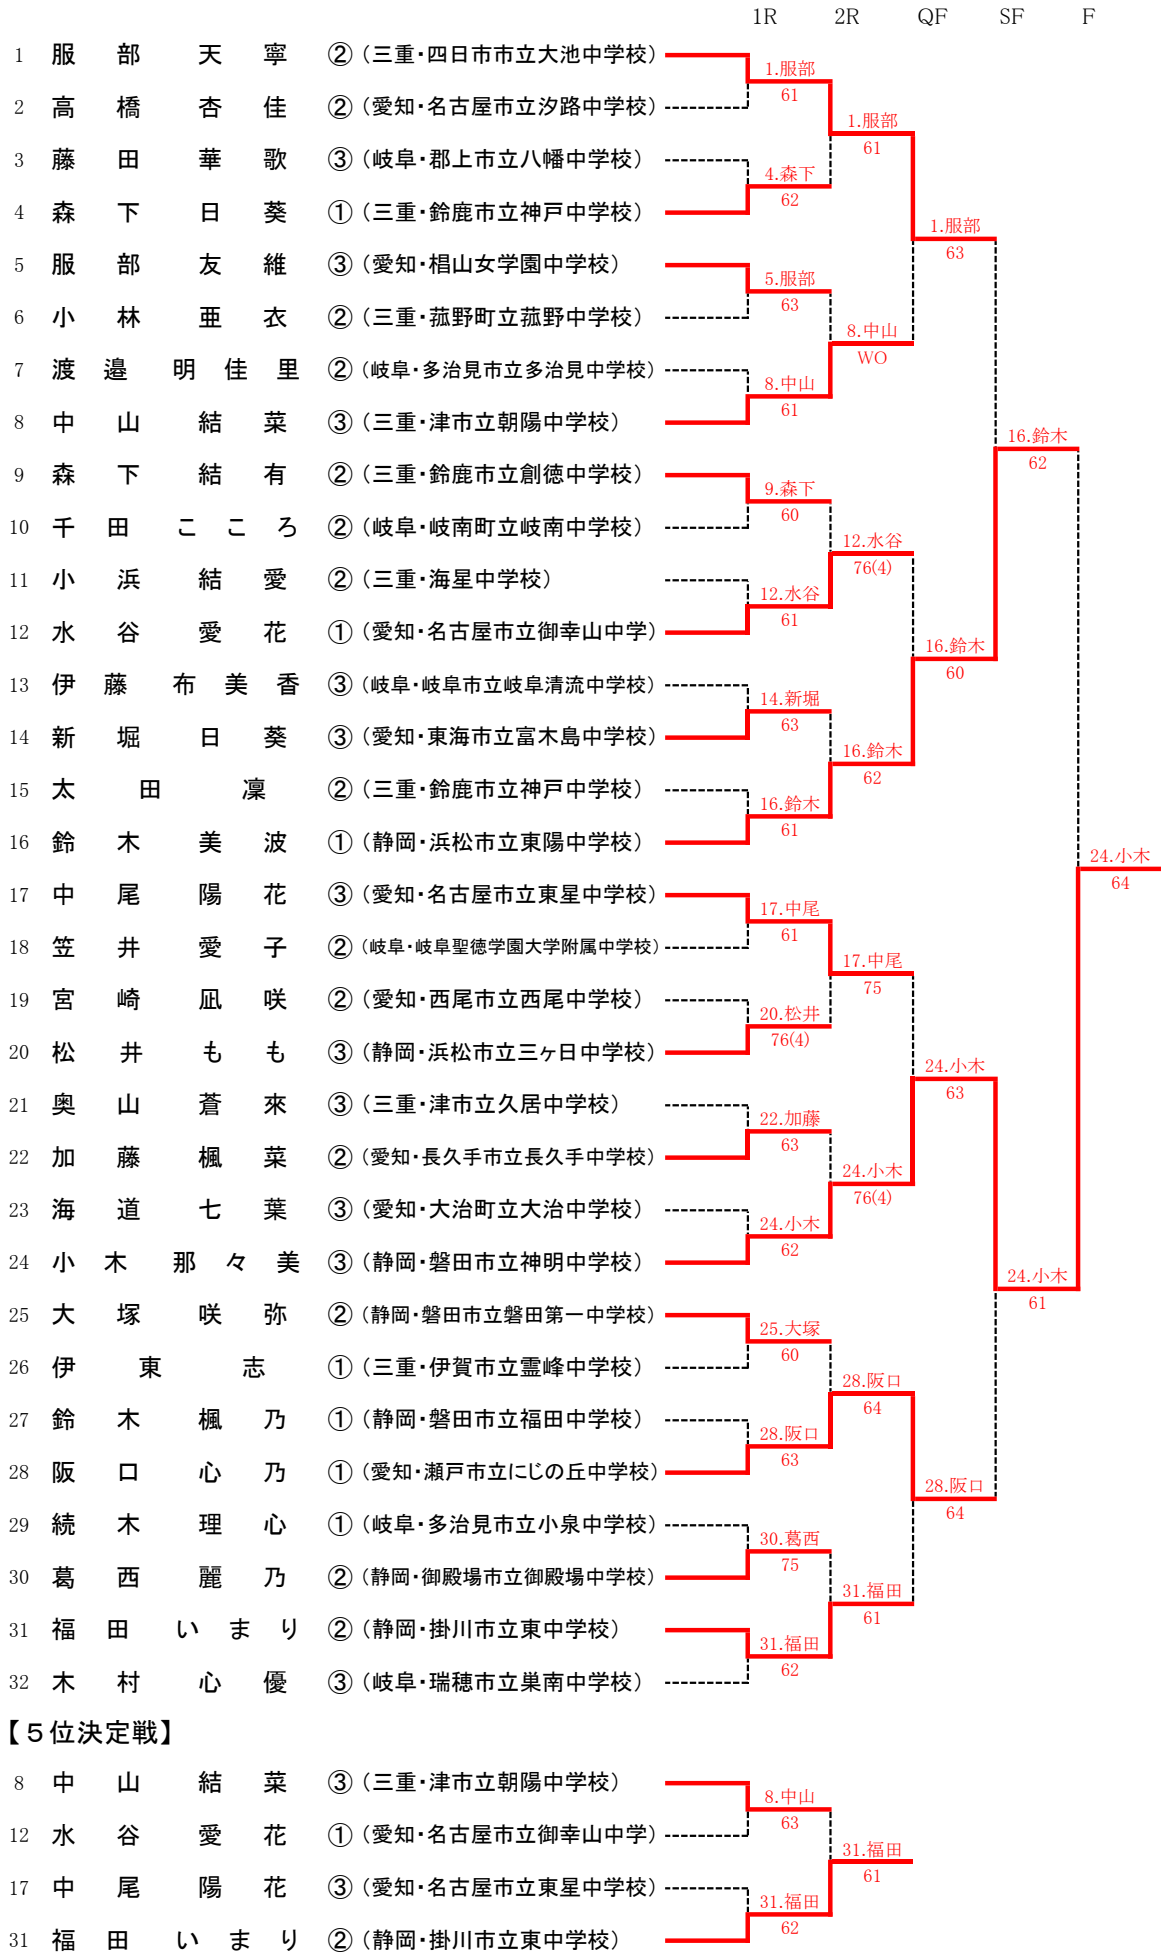 1R 2R QF SF F
1 服部 天寧 ② (三重・四日市市立大池中学校)
1.服部
61
2 高橋 杏佳 ② (愛知・名古屋市立汐路中学校)
1.服部
61
3 藤田 華歌 ③ (岐阜・郡上市立八幡中学校)
4.森下
62
4 森下 日葵 ① (三重・鈴鹿市立神戸中学校)
1.服部
63
5 服部 友維 ③ (愛知・椙山女学園中学校)
5.服部
63
6 小林 亜衣 ② (三重・菰野町立菰野中学校)
8.中山
WO
7 渡邉 明佳里 ② (岐阜・多治見市立多治見中学校)
8.中山
61
8 中山 結菜 ③ (三重・津市立朝陽中学校)
16.鈴木
62
9 森下 結有 ② (三重・鈴鹿市立創徳中学校)
9.森下
60
10 千田 こころ ② (岐阜・岐南町立岐南中学校)
12.水谷
76(4)
11 小浜 結愛 ② (三重・海星中学校)
12.水谷
61
12 水谷 愛花 ① (愛知・名古屋市立御幸山中学)
16.鈴木
60
13 伊藤 布美香 ③ (岐阜・岐阜市立岐阜清流中学校)
14.新堀
63
14 新堀 日葵 ③ (愛知・東海市立富木島中学校)
16.鈴木
62
15 太田 凜 ② (三重・鈴鹿市立神戸中学校)
16.鈴木
61
16 鈴木 美波 ① (静岡・浜松市立東陽中学校)
24.小木
64
17 中尾 陽花 ③ (愛知・名古屋市立東星中学校)
17.中尾
61
18 笠井 愛子 ② (岐阜・岐阜聖徳学園大学附属中学校)
17.中尾
75
19 宮崎 凪咲 ② (愛知・西尾市立西尾中学校)
20.松井
76(4)
20 松井 もも ③ (静岡・浜松市立三ヶ日中学校)
24.小木
63
21 奥山 蒼來 ③ (三重・津市立久居中学校)
22.加藤
63
22 加藤 楓菜 ② (愛知・長久手市立長久手中学校)
24.小木
76(4)
23 海道 七葉 ③ (愛知・大治町立大治中学校)
24.小木
62
24 小木 那々美 ③ (静岡・磐田市立神明中学校)
24.小木
61
25 大塚 咲弥 ② (静岡・磐田市立磐田第一中学校)
25.大塚
60
26 伊東 志 ① (三重・伊賀市立霊峰中学校)
28.阪口
64
27 鈴木 楓乃 ① (静岡・磐田市立福田中学校)
28.阪口
63
28 阪口 心乃 ① (愛知・瀬戸市立にじの丘中学校)
28.阪口
64
29 続木 理心 ① (岐阜・多治見市立小泉中学校)
30.葛西
75
30 葛西 麗乃 ② (静岡・御殿場市立御殿場中学校)
31.福田
61
31 福田 いまり ② (静岡・掛川市立東中学校)
31.福田
62
32 木村 心優 ③ (岐阜・瑞穂市立巣南中学校)
【５位決定戦】
8 中山 結菜 ③ (三重・津市立朝陽中学校)
8.中山
63
12 水谷 愛花 ① (愛知・名古屋市立御幸山中学)
31.福田
61
17 中尾 陽花 ③ (愛知・名古屋市立東星中学校)
31.福田
62
31 福田 いまり ② (静岡・掛川市立東中学校)